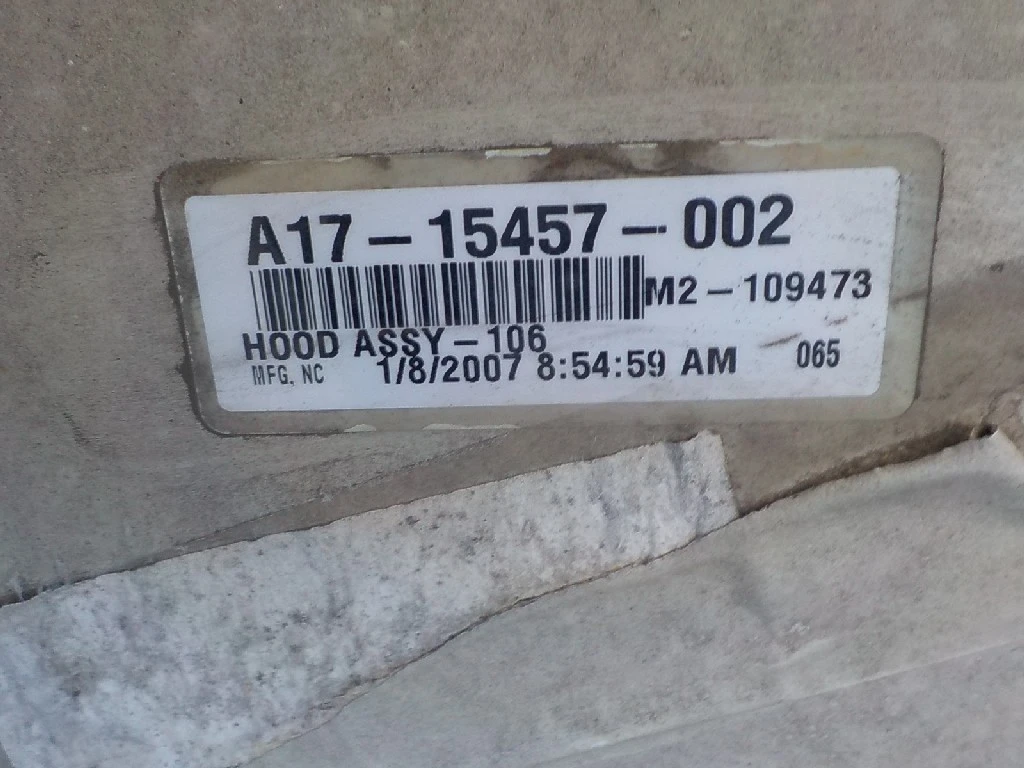 A17-15457-002
M2-109473
HOOD ASSY-106
MFG. NC 1/8/2007 8:54:59 AM 065